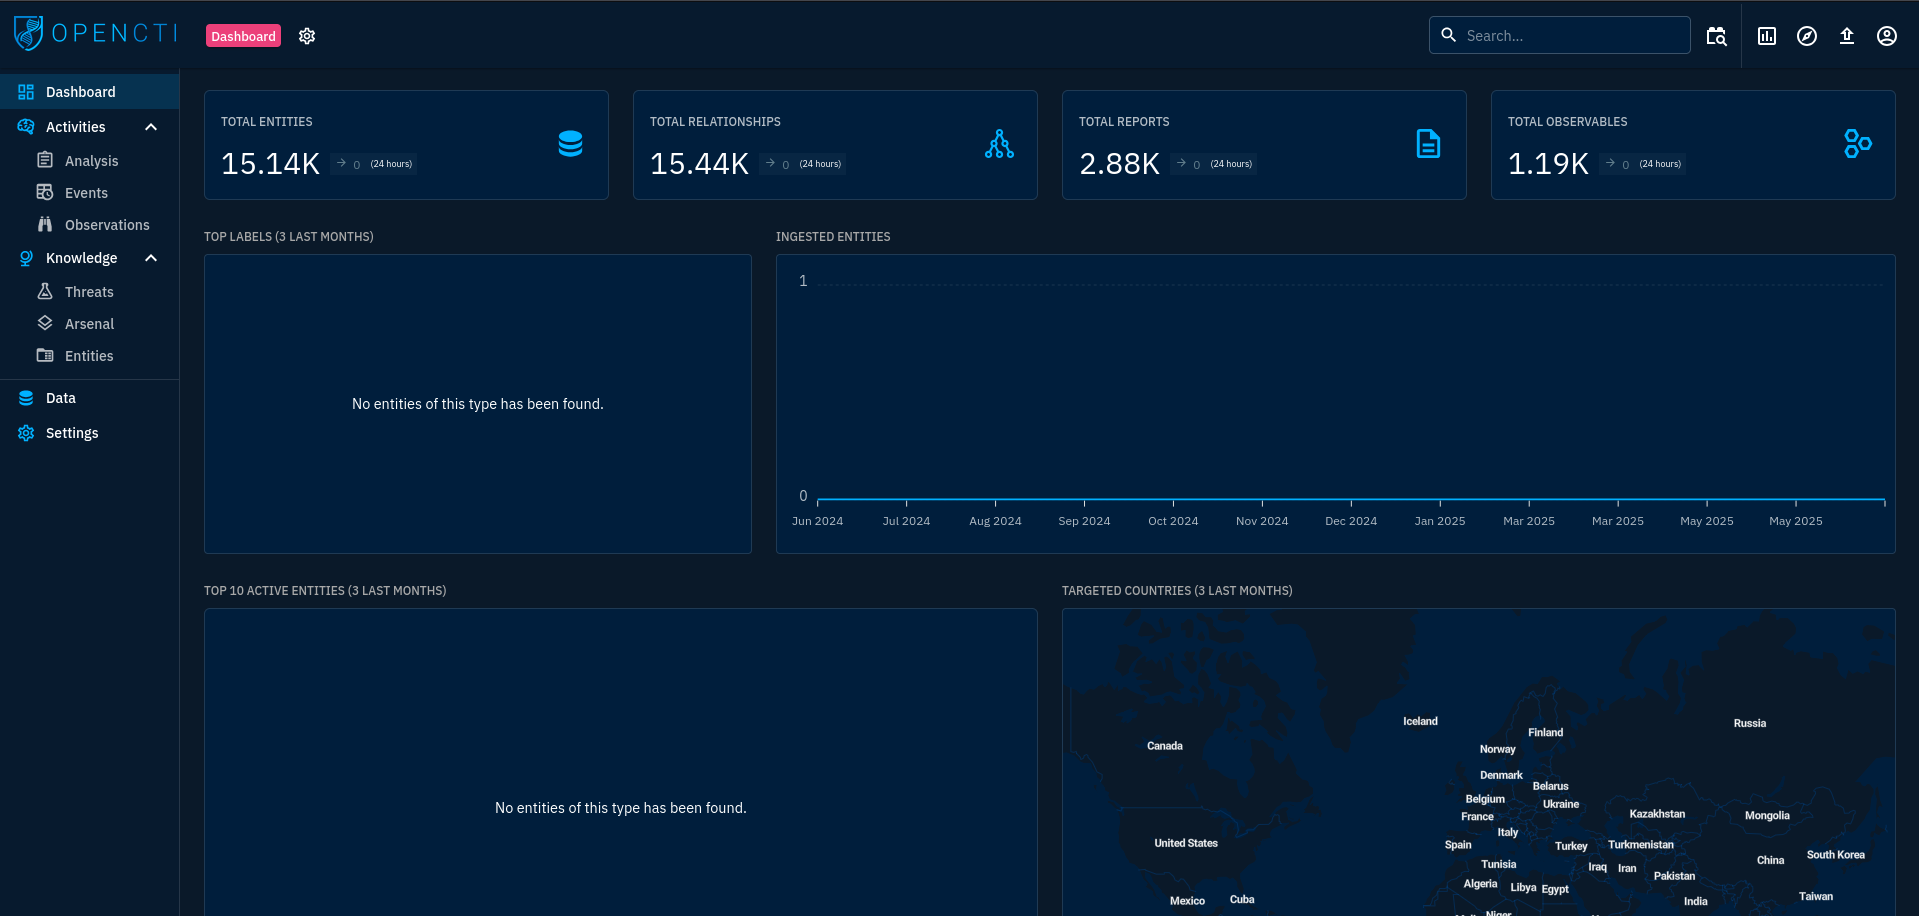 OPENCTI
Dashboard
Search...
Dashboard
Activities
Analysis
Events
Observations
Knowledge
Threats
Arsenal
Entities
Data
Settings
TOTAL ENTITIES
15.14K 0 (24 hours)
TOTAL RELATIONSHIPS
15.44K 0 (24 hours)
TOTAL REPORTS
2.88K 0 (24 hours)
TOTAL OBSERVABLES
1.19K 0 (24 hours)
TOP LABELS (3 LAST MONTHS)
No entities of this type has been found.
INGESTED ENTITIES
1
0
Jun 2024 Jul 2024 Aug 2024 Sep 2024 Oct 2024 Nov 2024 Dec 2024 Jan 2025 Mar 2025 Mar 2025 May 2025 May 2025
TOP 10 ACTIVE ENTITIES (3 LAST MONTHS)
No entities of this type has been found.
TARGETED COUNTRIES (3 LAST MONTHS)
Iceland
Russia
Finland
Canada
Norway
Denmark
Belarus
Belgium
Ukraine
Kazakhstan
Mongolia
France
Italy
United States
Spain
Turkey
Turkmenistan
South Korea
China
Tunisia
Iraq
Iran
Pakistan
Algeria
Libya
Egypt
Taiwan
Mexico
Cuba
India